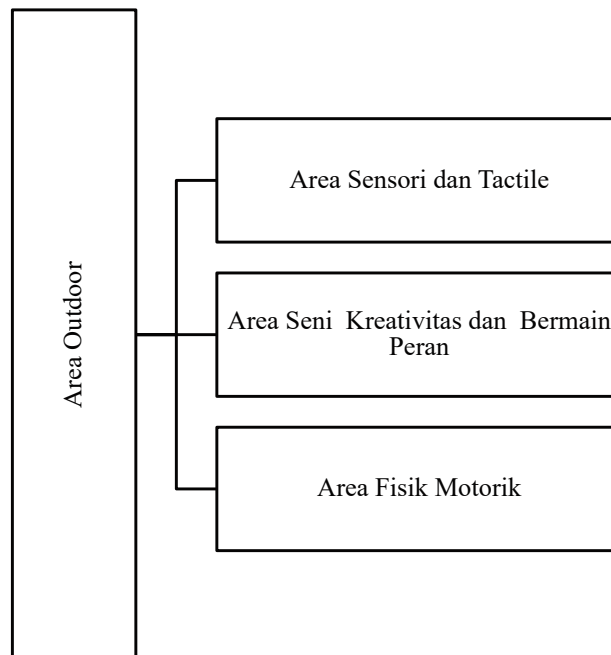 Area Outdoor
Area Sensori dan Tactile
Area Seni Kreativitas dan Bermain
Peran
Area Fisik Motorik